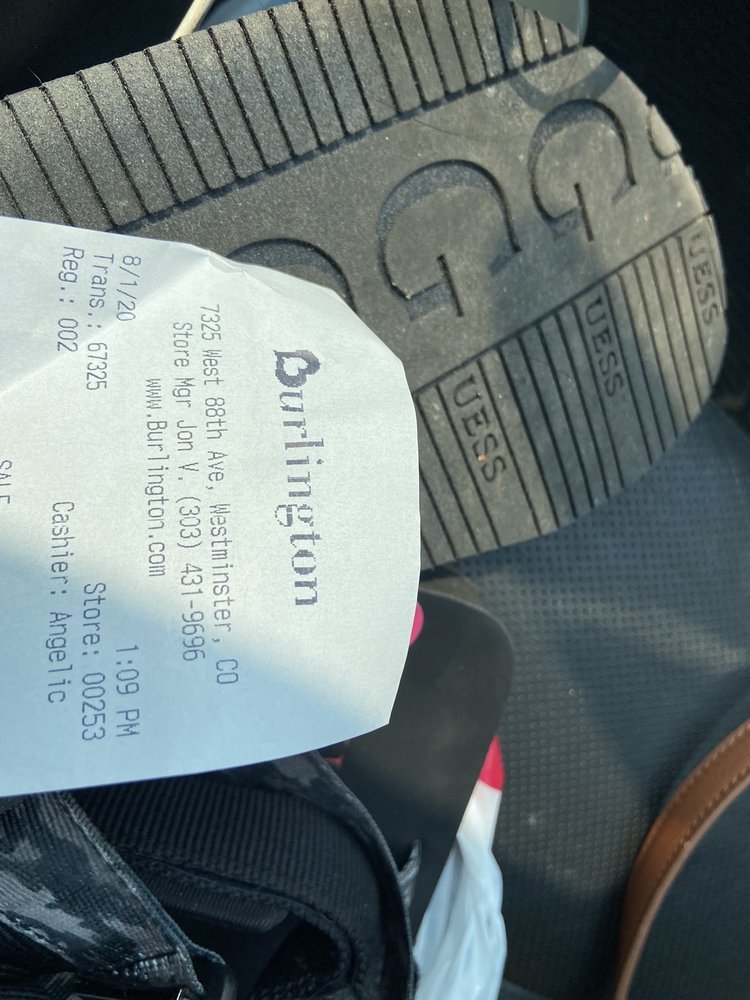 Burlington
7325 West 88th Ave, Westminster, CO
Store Mgr Jon V. (303) 431-9696
www.Burlington.com
8/1/20 1:09 PM
Trans.: 67325 Store: 00253
Reg.: 002 Cashier: Angelic
SALE
G
G
UESS
UESS
UESS